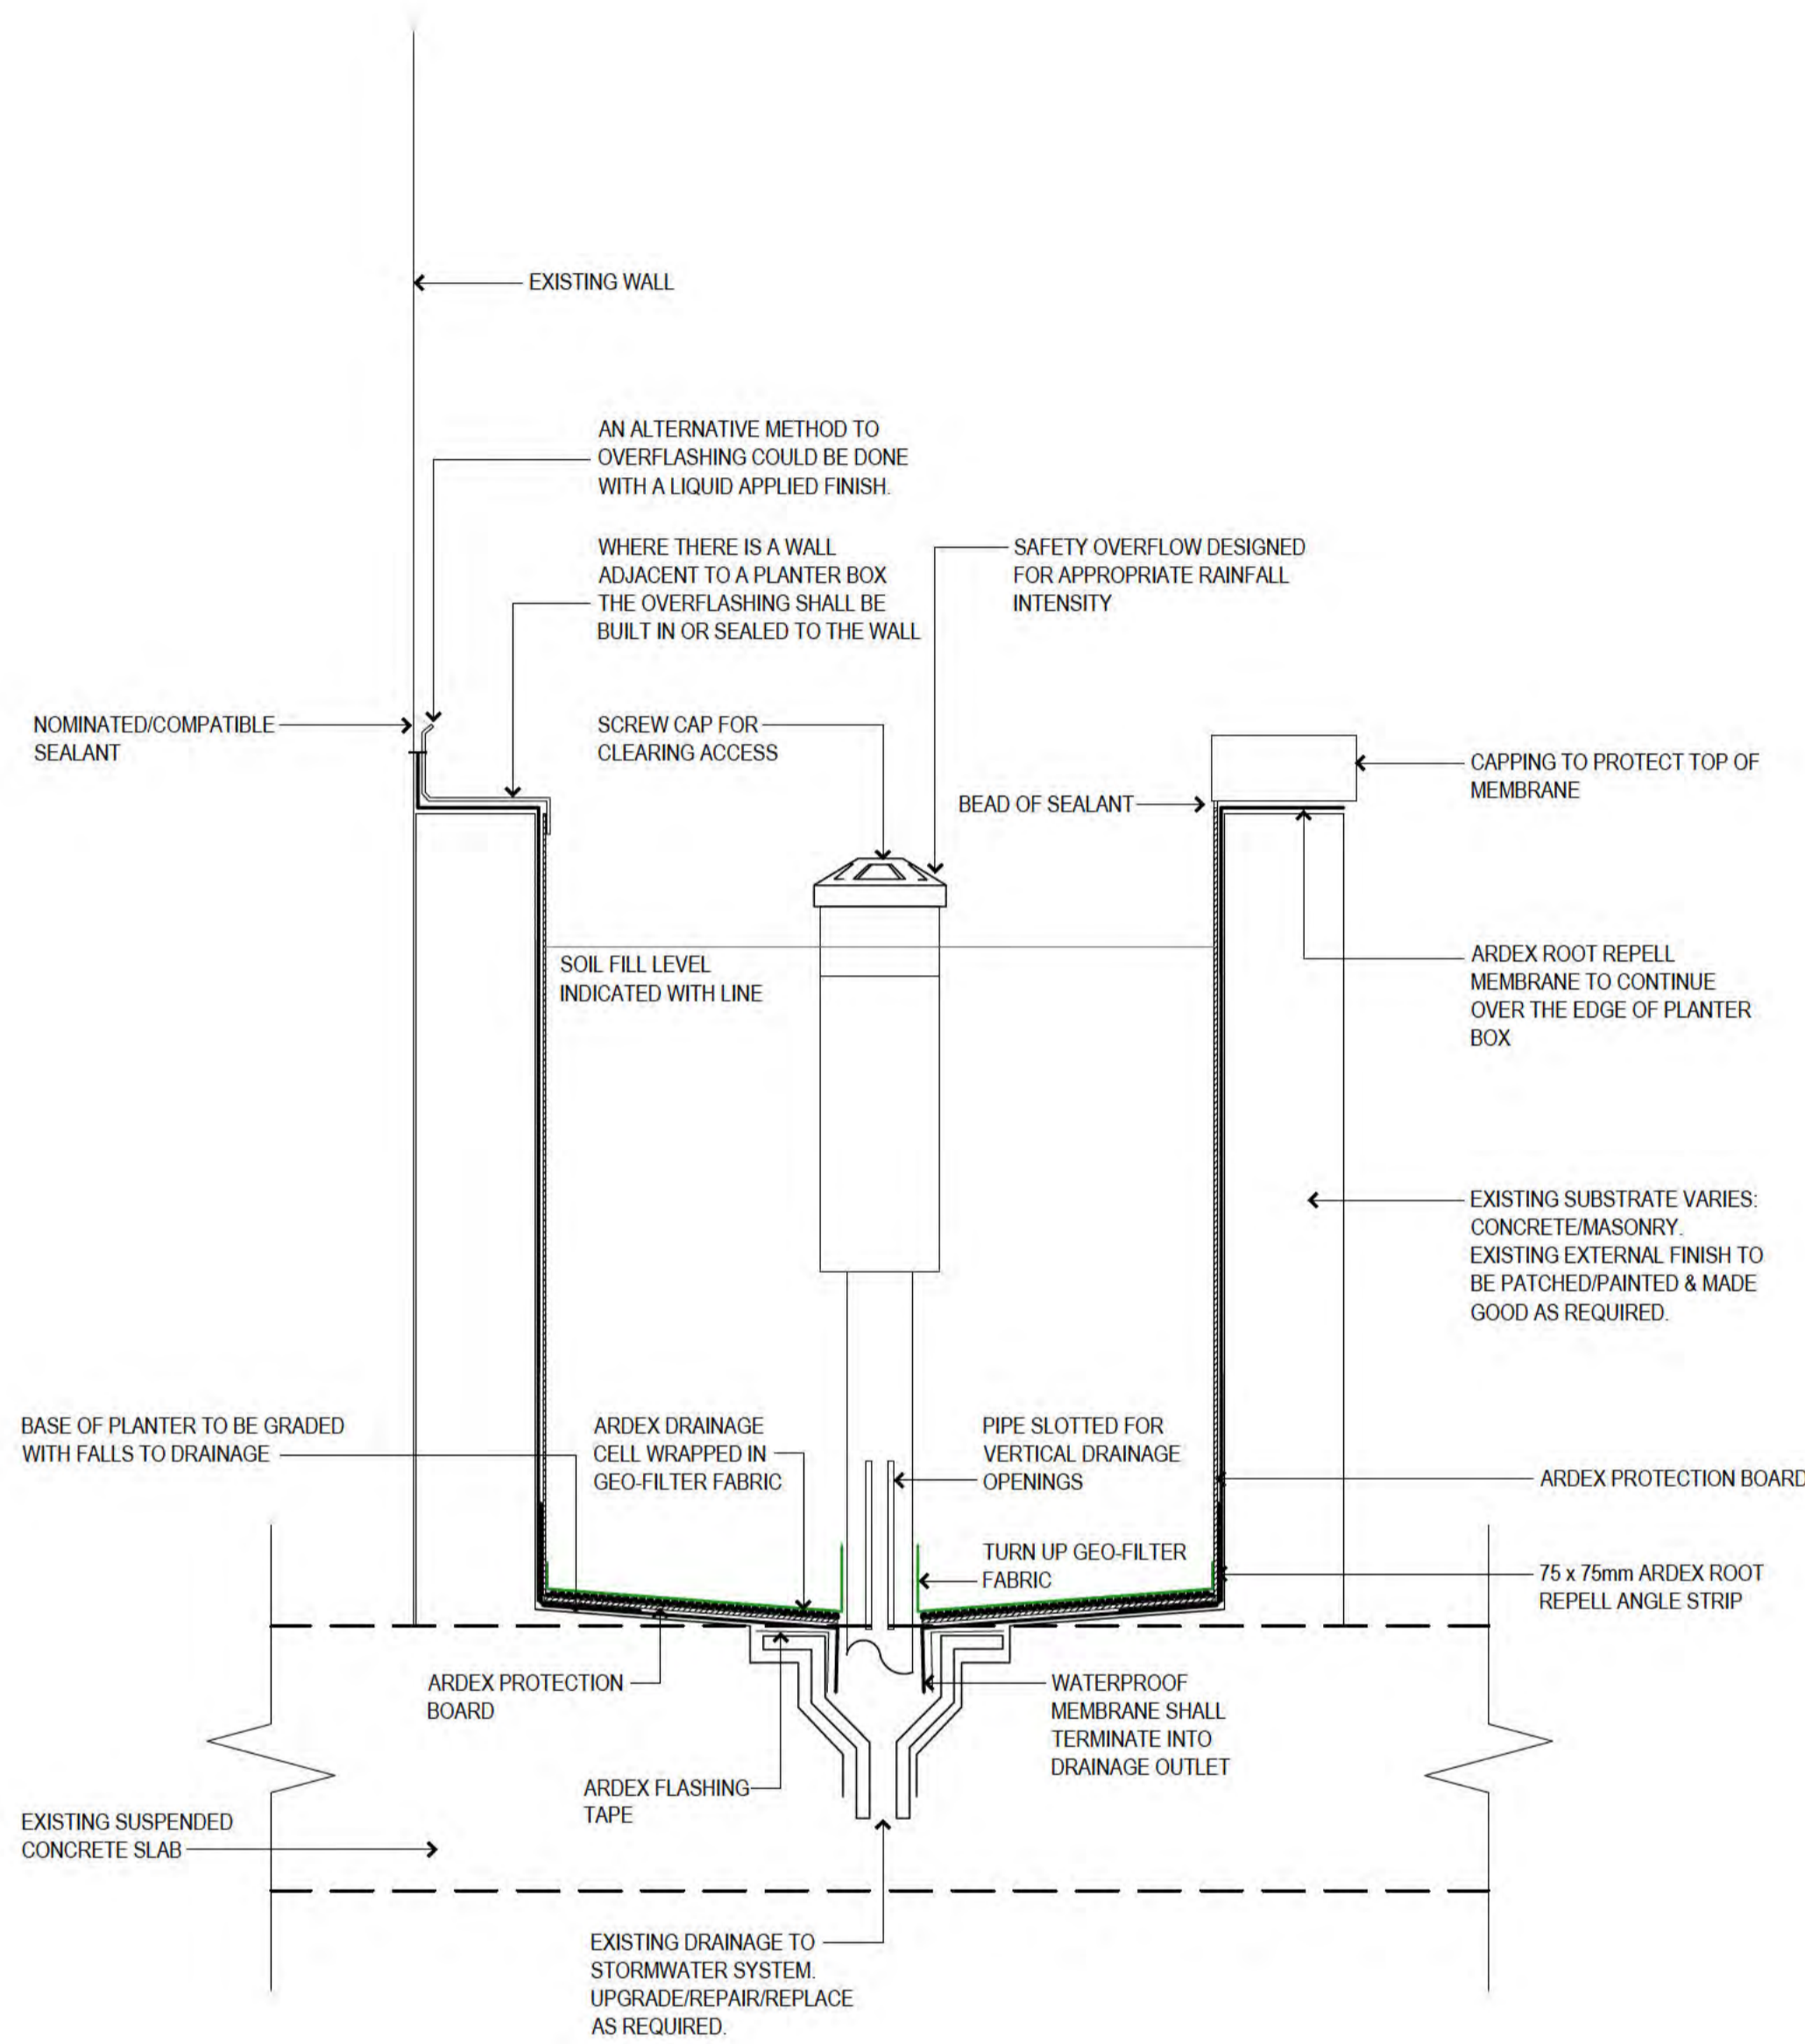 EXISTING WALL
AN ALTERNATIVE METHOD TO
OVERFLASHING COULD BE DONE
WITH A LIQUID APPLIED FINISH.
WHERE THERE IS A WALL
ADJACENT TO A PLANTER BOX
THE OVERFLASHING SHALL BE
BUILT IN OR SEALED TO THE WALL
SAFETY OVERFLOW DESIGNED
FOR APPROPRIATE RAINFALL
INTENSITY
NOMINATED/COMPATIBLE
SEALANT
SCREW CAP FOR
CLEARING ACCESS
BEAD OF SEALANT
CAPPING TO PROTECT TOP OF
MEMBRANE
SOIL FILL LEVEL
INDICATED WITH LINE
ARDEX ROOT REPELL
MEMBRANE TO CONTINUE
OVER THE EDGE OF PLANTER
BOX
EXISTING SUBSTRATE VARIES:
CONCRETE/MASONRY.
EXISTING EXTERNAL FINISH TO
BE PATCHED/PAINTED & MADE
GOOD AS REQUIRED.
BASE OF PLANTER TO BE GRADED
WITH FALLS TO DRAINAGE
ARDEX DRAINAGE
CELL WRAPPED IN
GEO-FILTER FABRIC
PIPE SLOTTED FOR
VERTICAL DRAINAGE
OPENINGS
ARDEX PROTECTION BOARD
TURN UP GEO-FILTER
FABRIC
75 x 75mm ARDEX ROOT
REPELL ANGLE STRIP
ARDEX PROTECTION
BOARD
WATERPROOF
MEMBRANE SHALL
TERMINATE INTO
DRAINAGE OUTLET
ARDEX FLASHING
TAPE
EXISTING SUSPENDED
CONCRETE SLAB
EXISTING DRAINAGE TO
STORMWATER SYSTEM.
UPGRADE/REPAIR/REPLACE
AS REQUIRED.